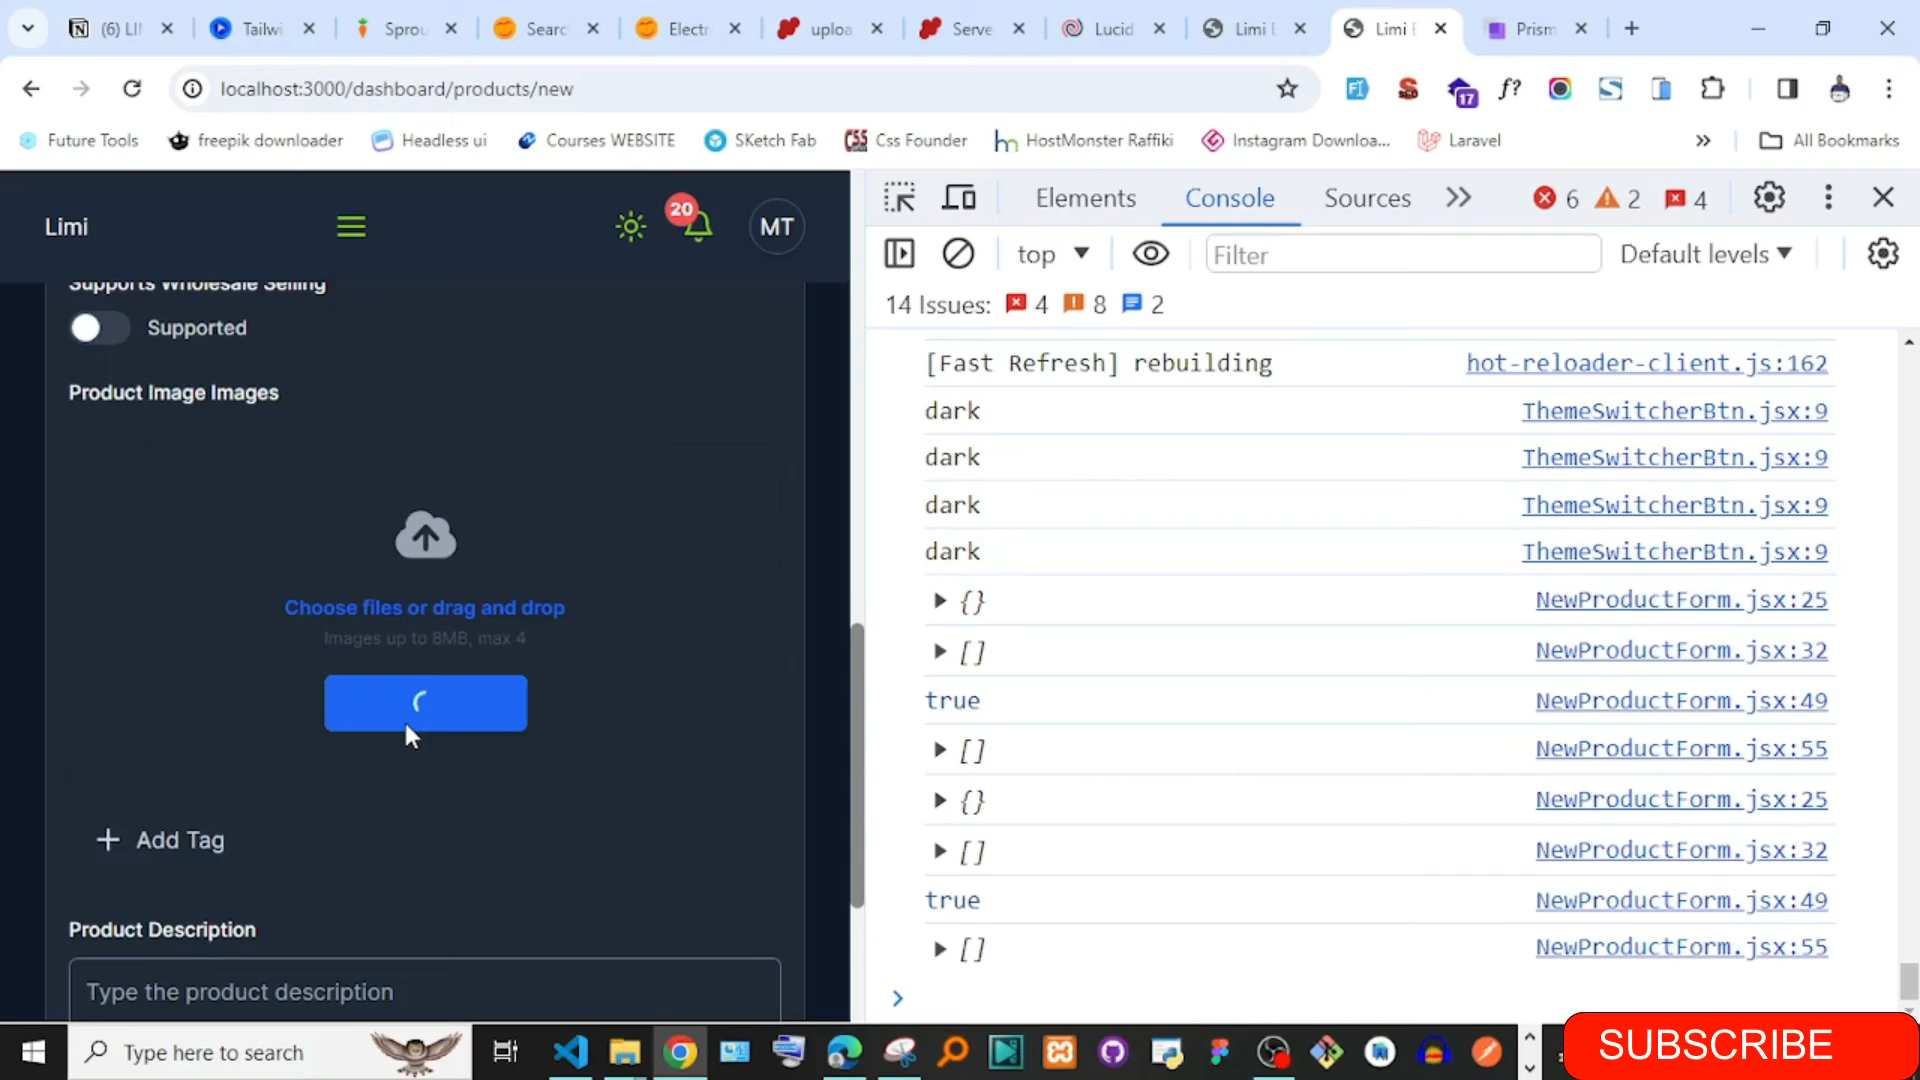 (6) LI
Tailwi
Sprou
Searc
Electr
uploa
Serve
Lucid
Limi E
Limi E
Prism
localhost:3000/dashboard/products/new
17
f?
Future Tools
freepik downloader
Headless ui
Courses WEBSITE
SKetch Fab
Css Founder
HostMonster Raffiki
Instagram Downloa...
Laravel
All Bookmarks
Limi
20
MT
Supports Wholesale Selling
Supported
Product Image Images
Choose files or drag and drop
Images up to 8MB, max 4
+ Add Tag
Product Description
Type the product description
Elements
Console
Sources
6
2
4
top
Filter
Default levels
14 Issues: 4 8 2
[Fast Refresh] rebuilding hot-reloader-client.js:162
dark ThemeSwitcherBtn.jsx:9
dark ThemeSwitcherBtn.jsx:9
dark ThemeSwitcherBtn.jsx:9
dark ThemeSwitcherBtn.jsx:9
{} NewProductForm.jsx:25
[] NewProductForm.jsx:32
true NewProductForm.jsx:49
[] NewProductForm.jsx:55
{} NewProductForm.jsx:25
[] NewProductForm.jsx:32
true NewProductForm.jsx:49
[] NewProductForm.jsx:55
Type here to search
SUBSCRIBE